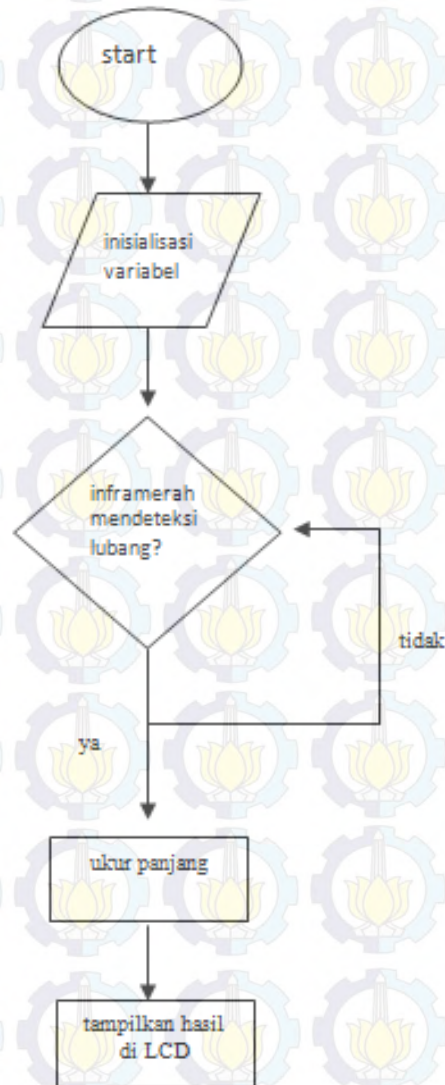 start
inisialisasi
variabel
inframerah
mendeteksi
lubang?
tidak
ya
ukur panjang
tampilkan hasil
di LCD